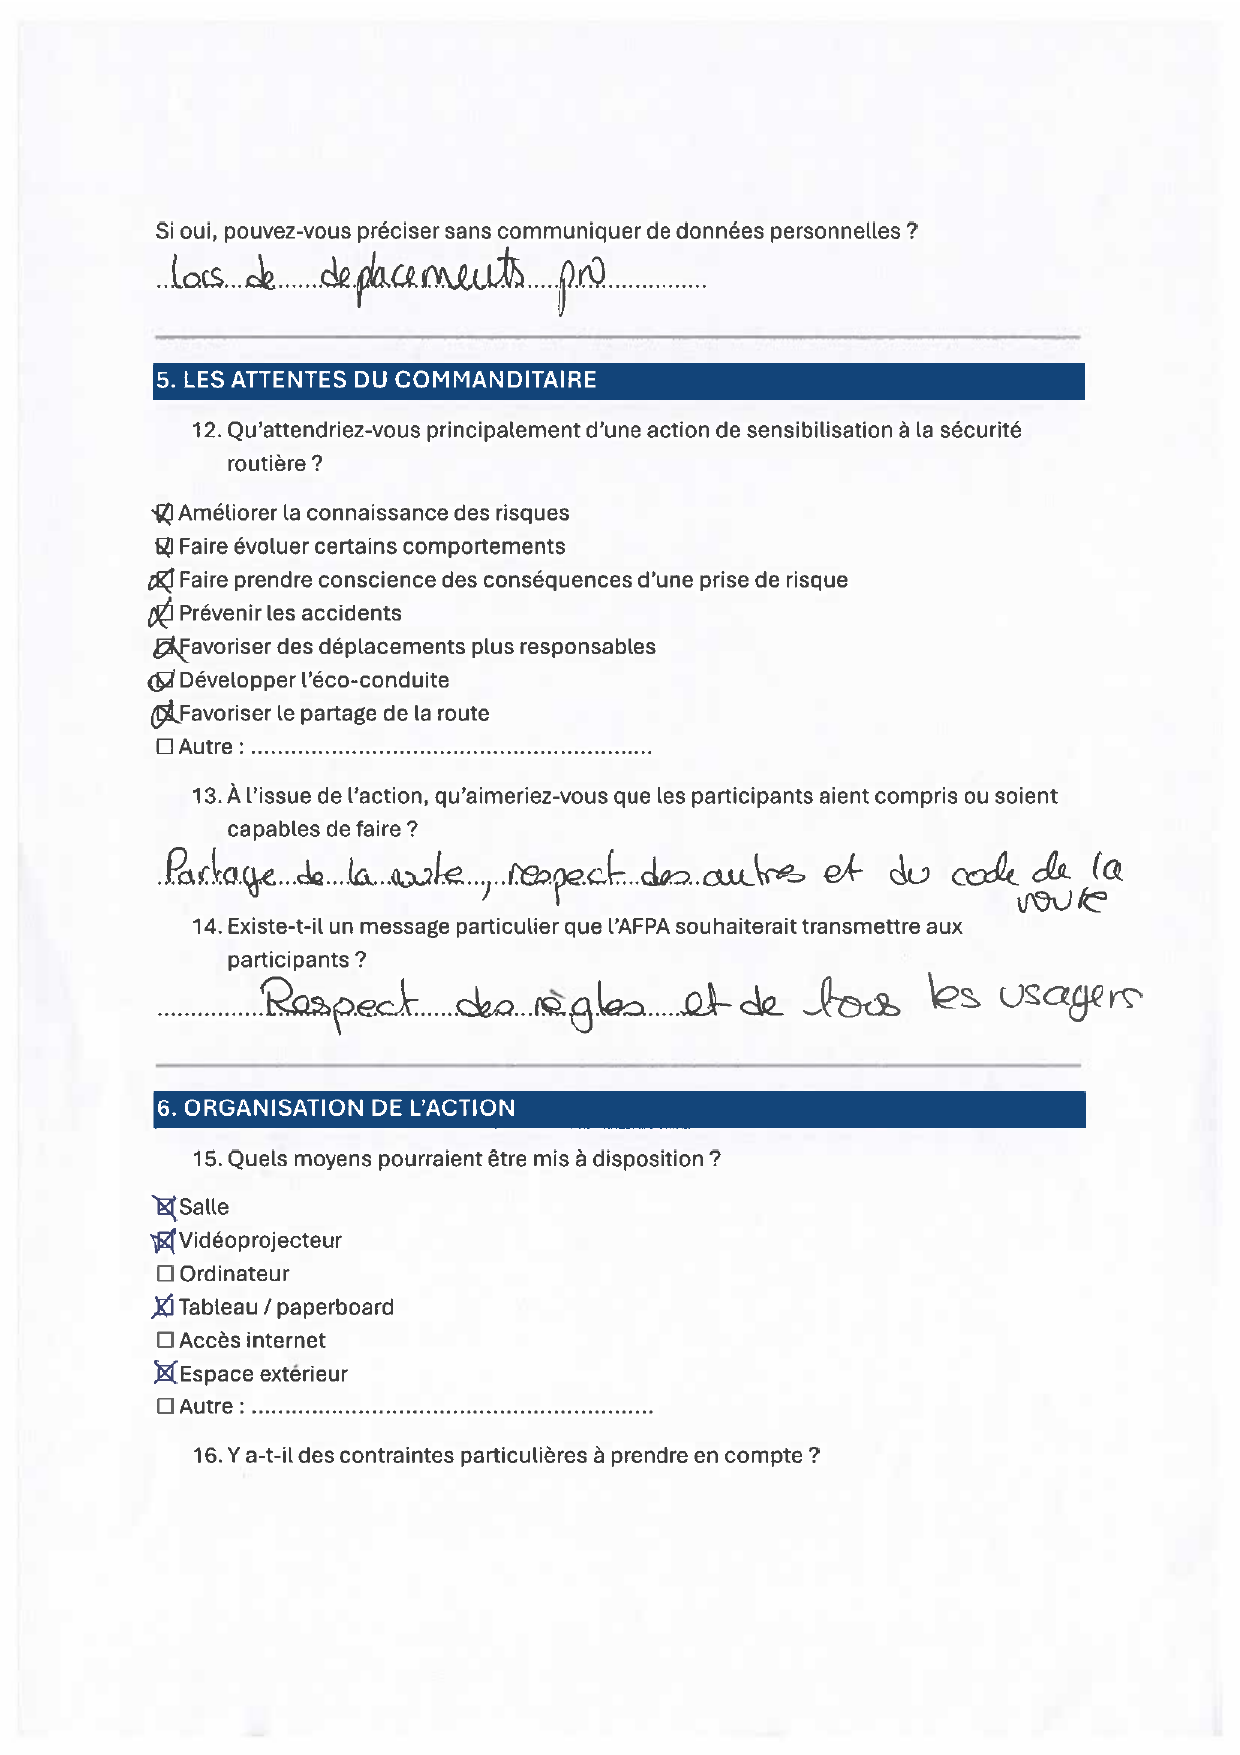 Si oui, pouvez-vous préciser sans communiquer de données personnelles ?
lors de deplacements pro
5. LES ATTENTES DU COMMANDITAIRE
12. Qu'attendriez-vous principalement d'une action de sensibilisation à la sécurité
routière ?
☒ Améliorer la connaissance des risques
☒ Faire évoluer certains comportements
☒ Faire prendre conscience des conséquences d'une prise de risque
☒ Prévenir les accidents
☒ Favoriser des déplacements plus responsables
☒ Développer l'éco-conduite
☒ Favoriser le partage de la route
☐ Autre : ............................................................
13. À l'issue de l'action, qu'aimeriez-vous que les participants aient compris ou soient
capables de faire ?
Partage de la route, respect des autres et du code de la
route
14. Existe-t-il un message particulier que l'AFPA souhaiterait transmettre aux
participants ?
Respect des règles et de tous les usagers
6. ORGANISATION DE L'ACTION
15. Quels moyens pourraient être mis à disposition ?
☒ Salle
☒ Vidéoprojecteur
☐ Ordinateur
☒ Tableau / paperboard
☐ Accès internet
☒ Espace extérieur
☐ Autre : ............................................................
16. Y a-t-il des contraintes particulières à prendre en compte ?